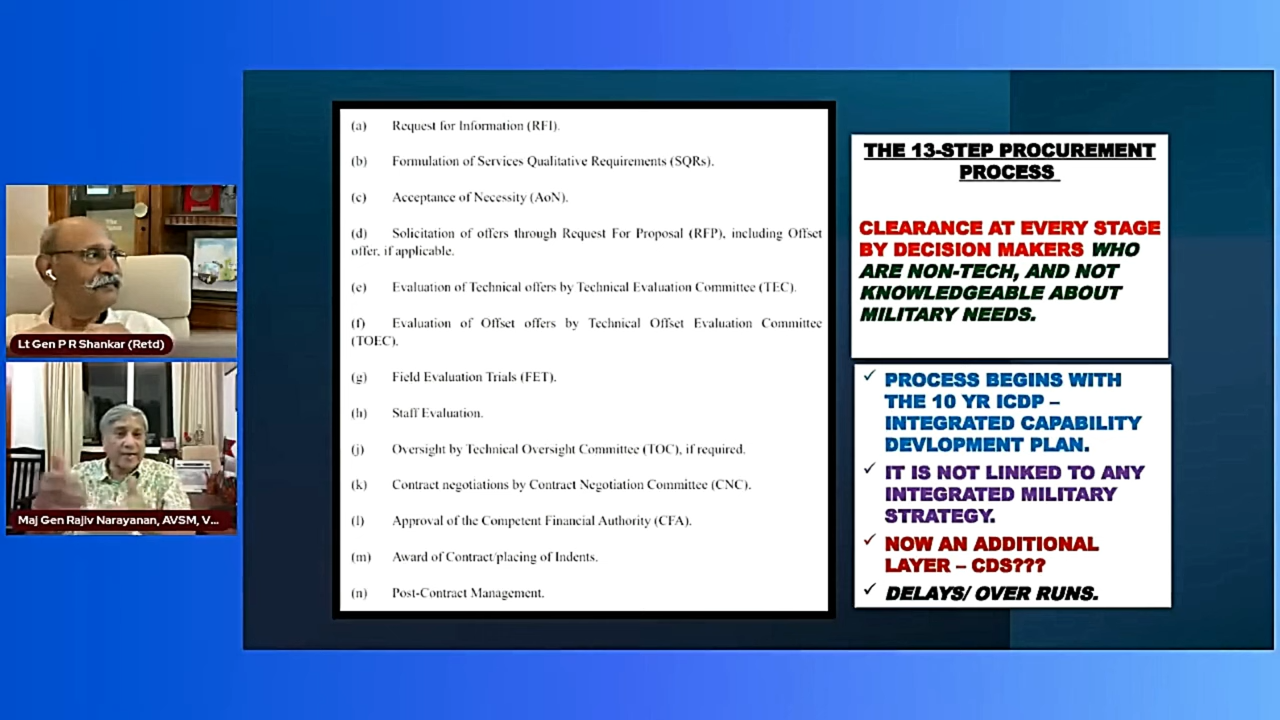 Lt Gen P R Shankar (Retd)
Maj Gen Rajiv Narayanan, AVSM, V...
(a) Request for Information (RFI).
(b) Formulation of Services Qualitative Requirements (SQRs).
(c) Acceptance of Necessity (AoN).
(d) Solicitation of offers through Request For Proposal (RFP), including Offset
offer, if applicable.
(e) Evaluation of Technical offers by Technical Evaluation Committee (TEC).
(f) Evaluation of Offset offers by Technical Offset Evaluation Committee
(TOEC).
(g) Field Evaluation Trials (FET).
(h) Staff Evaluation.
(j) Oversight by Technical Oversight Committee (TOC), if required.
(k) Contract negotiations by Contract Negotiation Committee (CNC).
(l) Approval of the Competent Financial Authority (CFA).
(m) Award of Contract/placing of Indents.
(n) Post-Contract Management.
THE 13-STEP PROCUREMENT
PROCESS
CLEARANCE AT EVERY STAGE
BY DECISION MAKERS WHO
ARE NON-TECH, AND NOT
KNOWLEDGEABLE ABOUT
MILITARY NEEDS.
✓ PROCESS BEGINS WITH
THE 10 YR ICDP –
INTEGRATED CAPABILITY
DEVLOPMENT PLAN.
✓ IT IS NOT LINKED TO ANY
INTEGRATED MILITARY
STRATEGY.
✓ NOW AN ADDITIONAL
LAYER – CDS???
✓ DELAYS/ OVER RUNS.